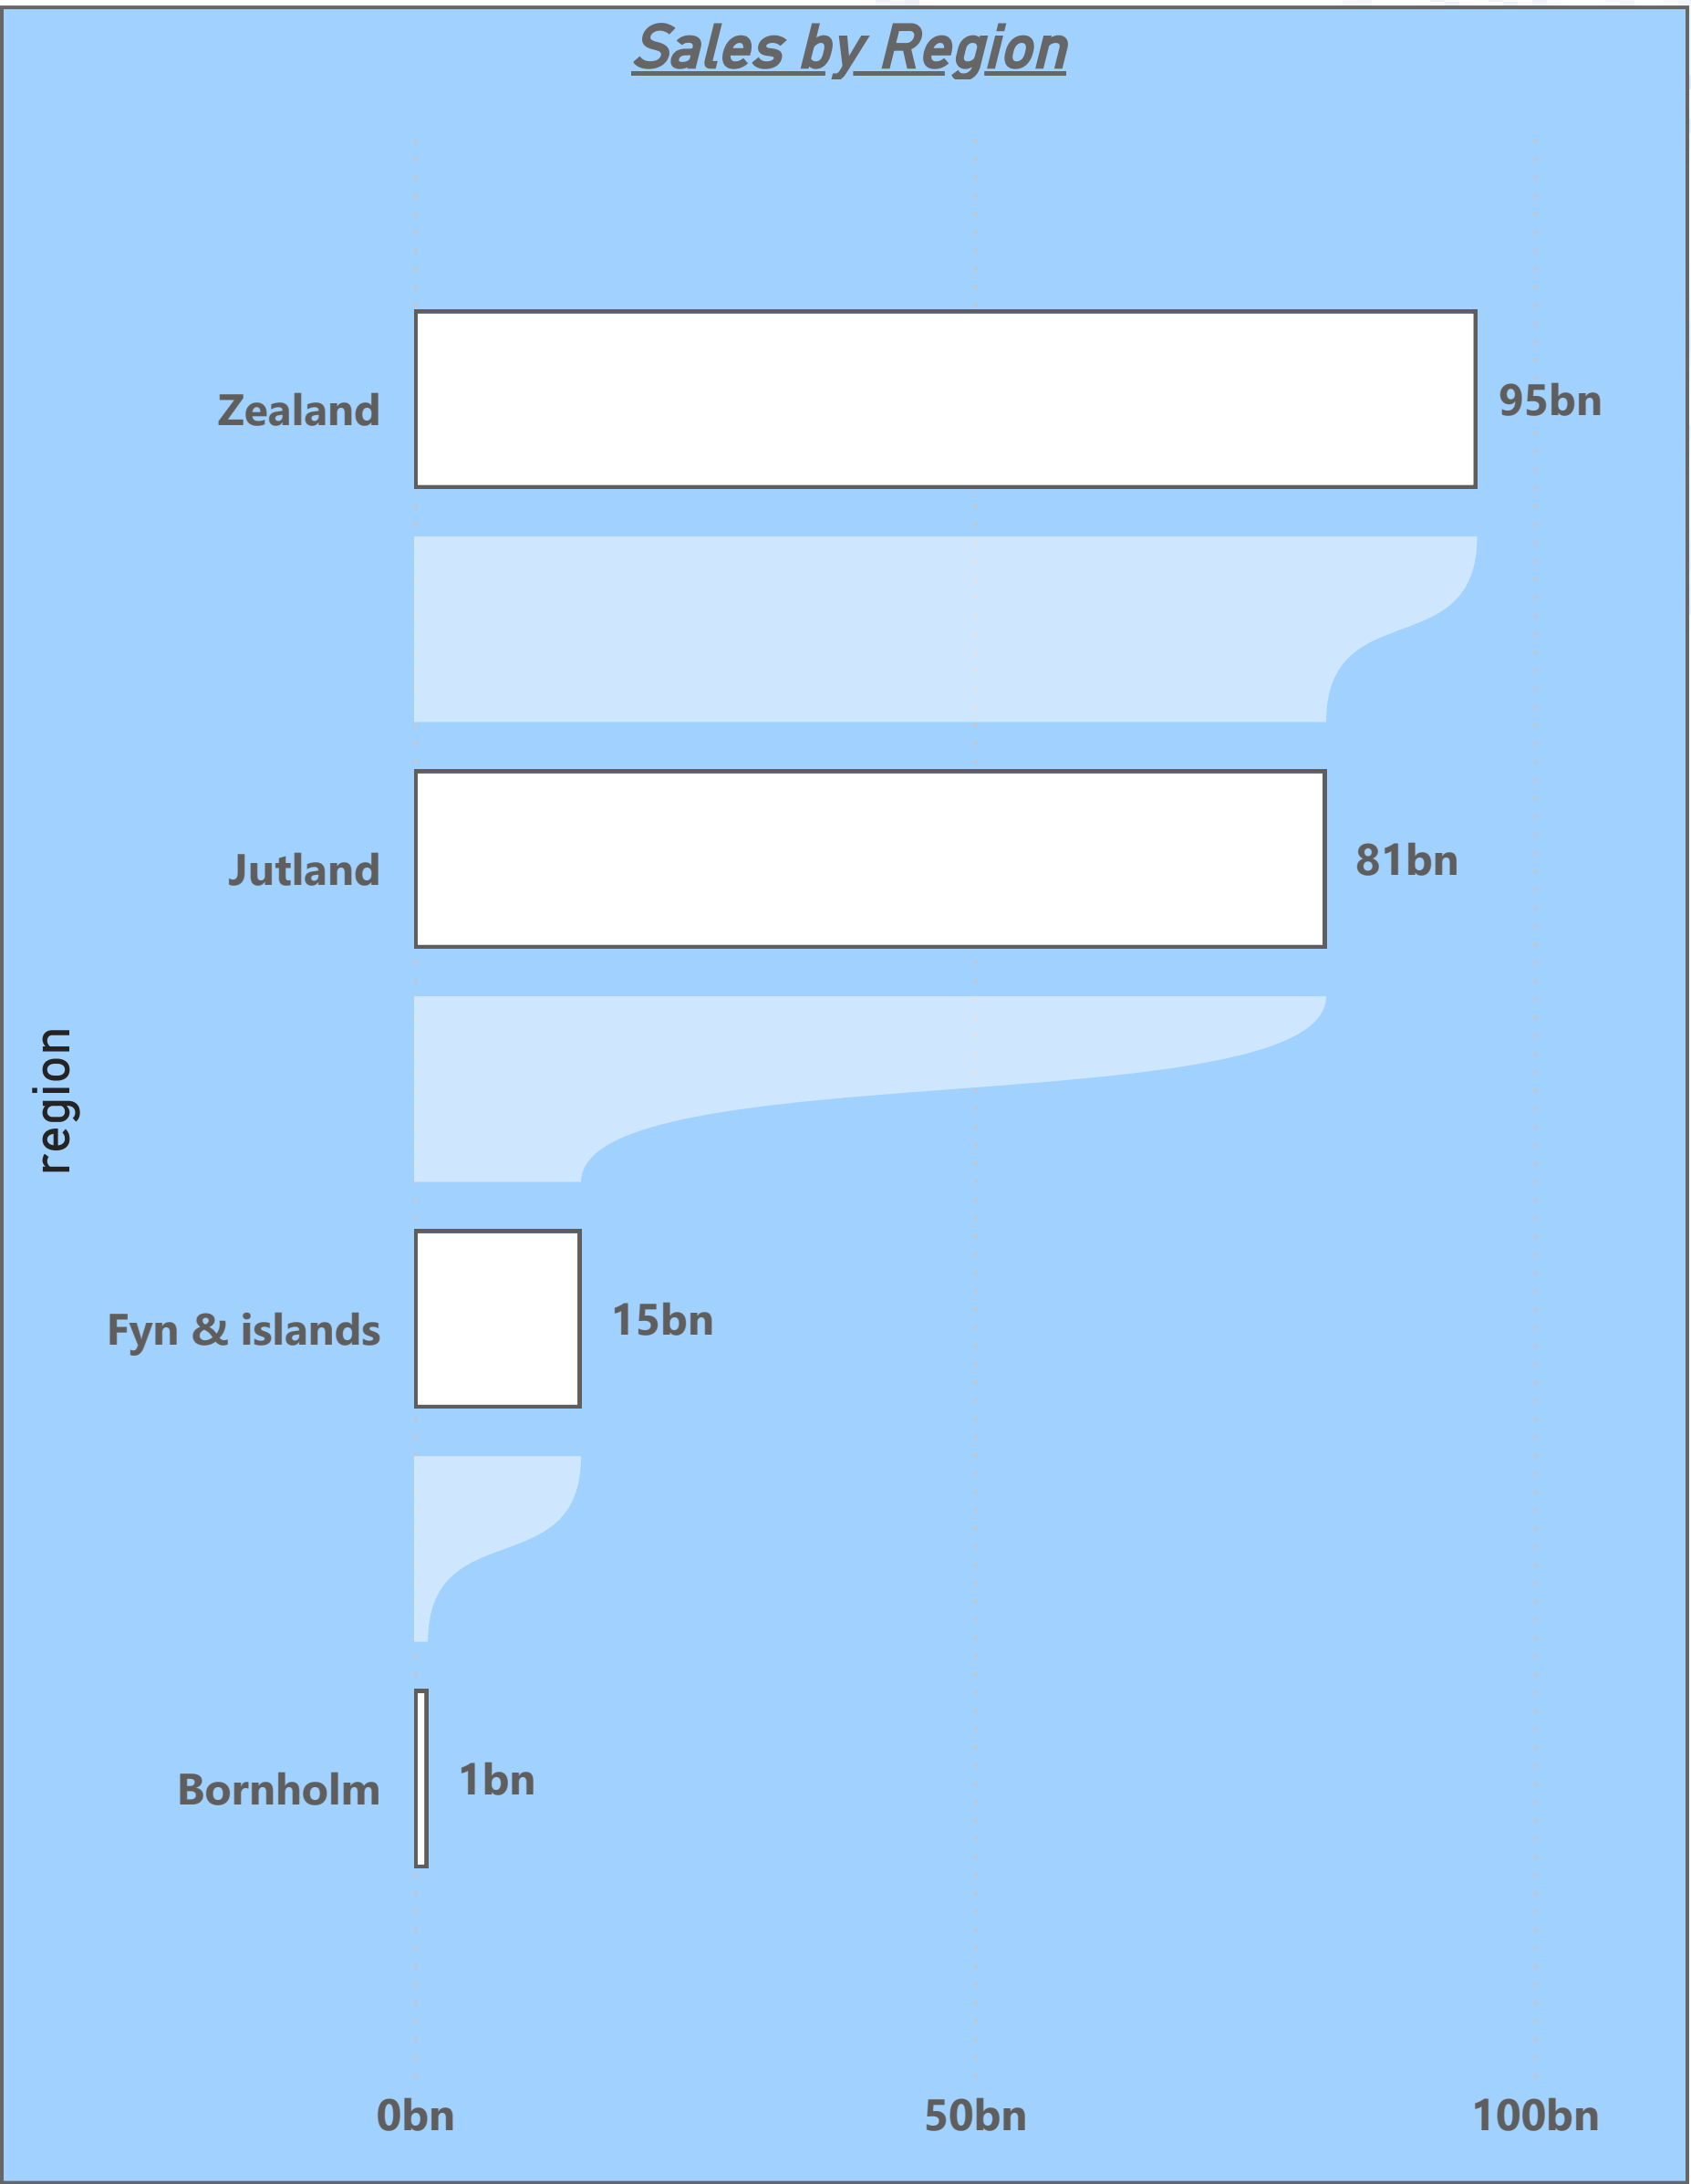 Sales by Region
Zealand
95bn
Jutland
81bn
region
Fyn & islands
15bn
Bornholm
1bn
0bn
50bn
100bn